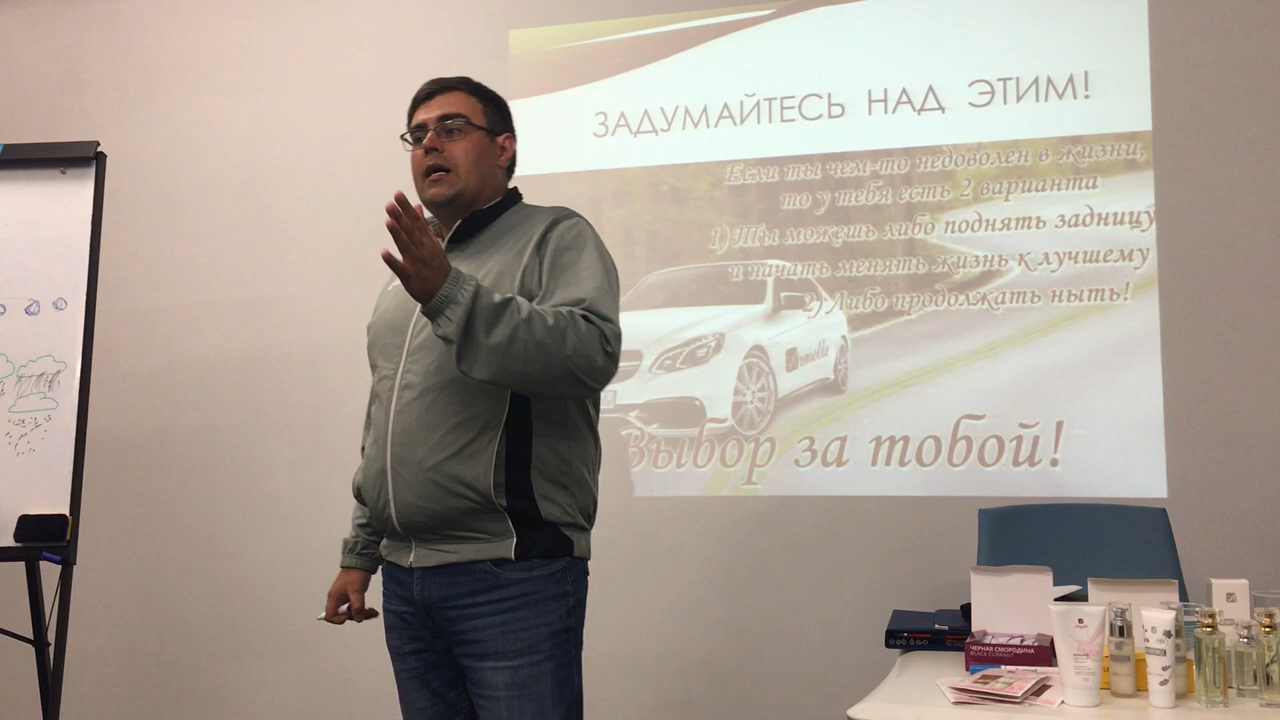 ЗАДУМАЙТЕСЬ НАД ЭТИМ!
Если ты чем-то недоволен в жизни,
то у тебя есть 2 варианта
1) Ты можешь либо поднять задницу
и начать менять жизнь к лучшему
2) Либо продолжать ныть!
Armelle
Выбор за тобой!
ЧЕРНАЯ СМОРОДИНА
BLACK CURRANT